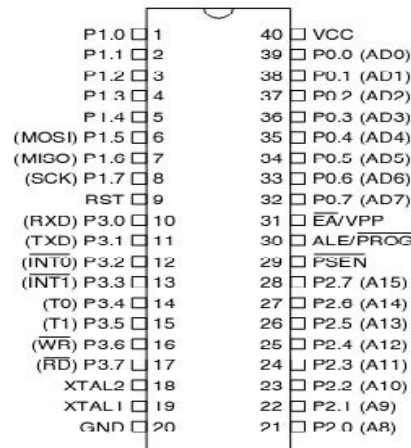 P1.0 1 40 VCC
P1.1 2 39 P0.0 (AD0)
P1.2 3 38 P0.1 (AD1)
P1.3 4 37 P0.2 (AD2)
P1.4 5 36 P0.3 (AD3)
(MOSI) P1.5 6 35 P0.4 (AD4)
(MISO) P1.6 7 34 P0.5 (AD5)
(SCK) P1.7 8 33 P0.6 (AD6)
RST 9 32 P0.7 (AD7)
(RXD) P3.0 10 31 E̅A̅/VPP
(TXD) P3.1 11 30 ALE/P̅R̅O̅G̅
(I̅N̅T̅0̅) P3.2 12 29 P̅S̅E̅N̅
(I̅N̅T̅1̅) P3.3 13 28 P2.7 (A15)
(T0) P3.4 14 27 P2.6 (A14)
(T1) P3.5 15 26 P2.5 (A13)
(W̅R̅) P3.6 16 25 P2.4 (A12)
(R̅D̅) P3.7 17 24 P2.3 (A11)
XTAL2 18 23 P2.2 (A10)
XTAL1 19 22 P2.1 (A9)
GND 20 21 P2.0 (A8)